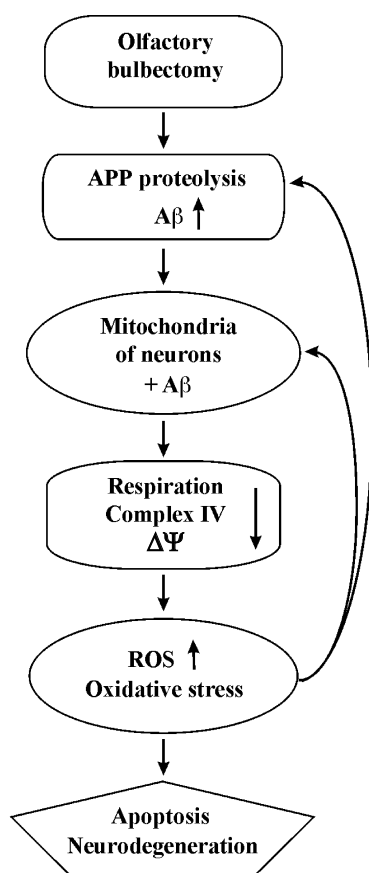 Olfactory
bulbectomy
APP proteolysis
Aβ ↑
Mitochondria
of neurons
+ Aβ
Respiration
Complex IV
ΔΨ ↓
ROS ↑
Oxidative stress
Apoptosis
Neurodegeneration